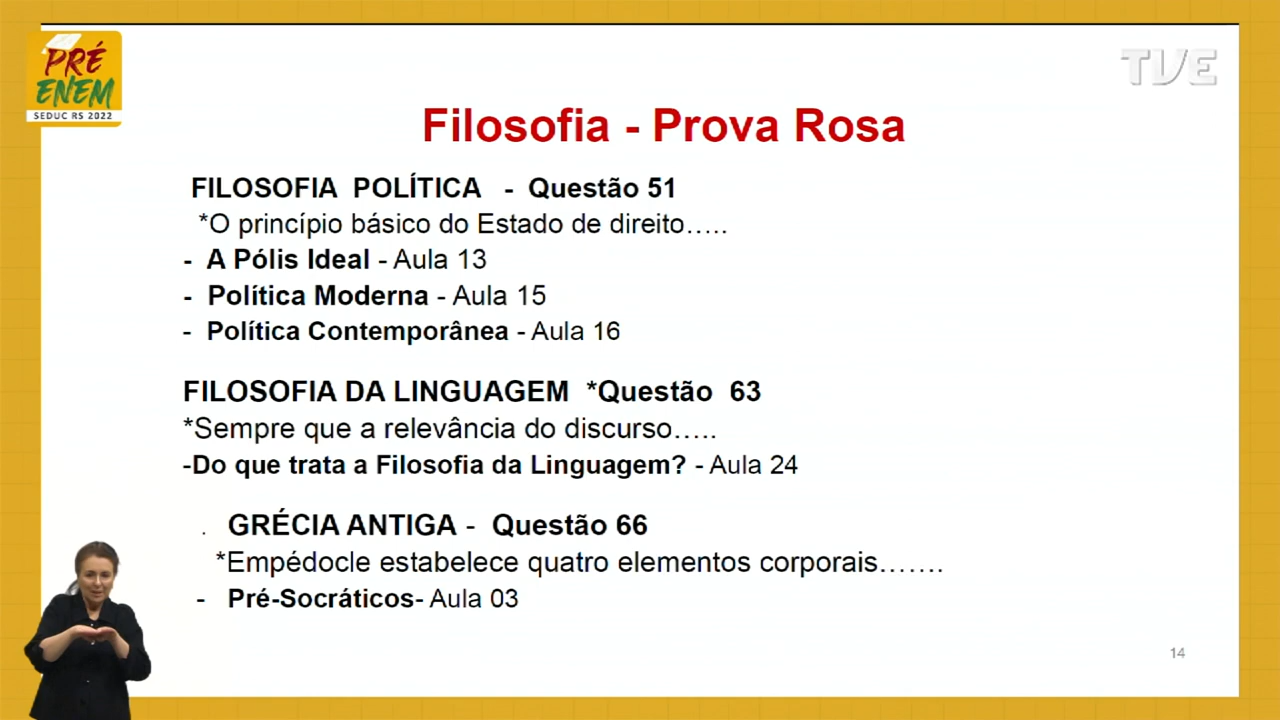 PRÉ
ENEM
SEDUC RS 2022
TVE
Filosofia - Prova Rosa
FILOSOFIA POLÍTICA - Questão 51
*O princípio básico do Estado de direito.....
- A Pólis Ideal - Aula 13
- Política Moderna - Aula 15
- Política Contemporânea - Aula 16
FILOSOFIA DA LINGUAGEM *Questão 63
*Sempre que a relevância do discurso.....
-Do que trata a Filosofia da Linguagem? - Aula 24
. GRÉCIA ANTIGA - Questão 66
*Empédocle estabelece quatro elementos corporais.......
- Pré-Socráticos- Aula 03
14